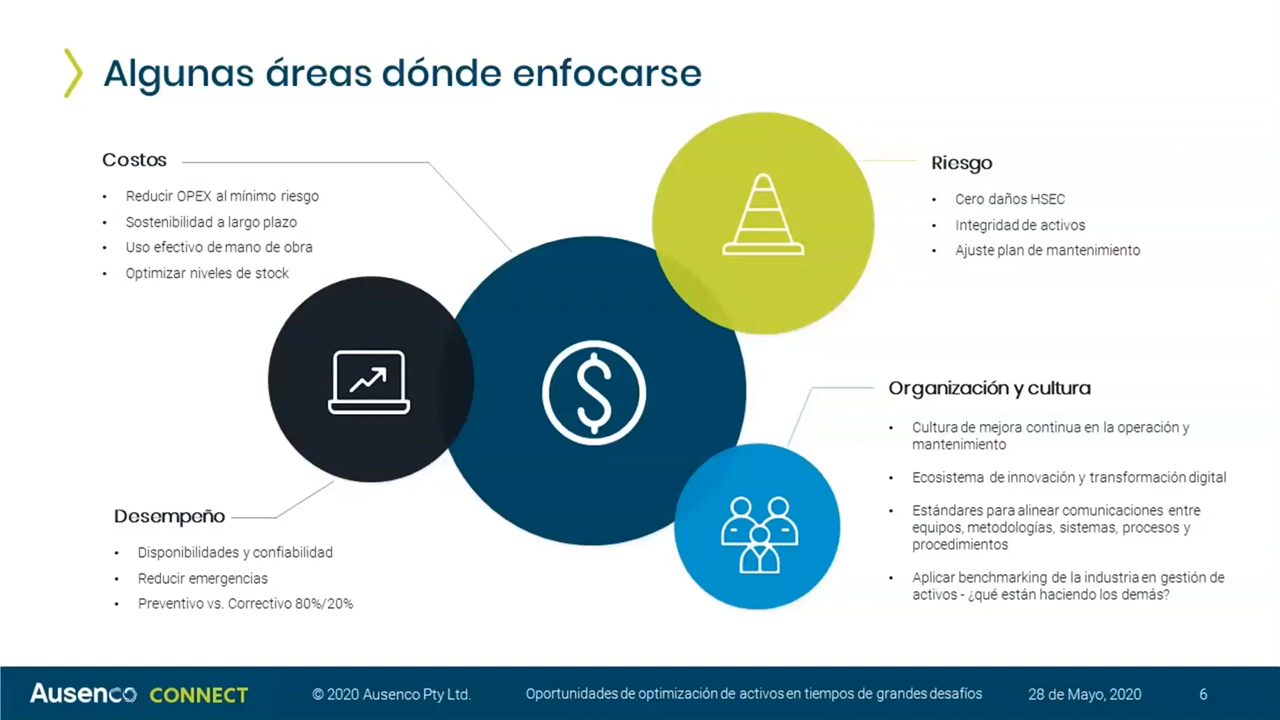 Algunas áreas dónde enfocarse
Costos
• Reducir OPEX al mínimo riesgo
• Sostenibilidad a largo plazo
• Uso efectivo de mano de obra
• Optimizar niveles de stock
Riesgo
• Cero daños HSEC
• Integridad de activos
• Ajuste plan de mantenimiento
Organización y cultura
• Cultura de mejora continua en la operación y
mantenimiento
• Ecosistema de innovación y transformación digital
• Estándares para alinear comunicaciones entre
equipos, metodologías, sistemas, procesos y
procedimientos
• Aplicar benchmarking de la industria en gestión de
activos - ¿qué están haciendo los demás?
Desempeño
• Disponibilidades y confiabilidad
• Reducir emergencias
• Preventivo vs. Correctivo 80%/20%
Ausenco CONNECT
© 2020 Ausenco Pty Ltd.
Oportunidades de optimización de activos en tiempos de grandes desafíos
28 de Mayo, 2020
6